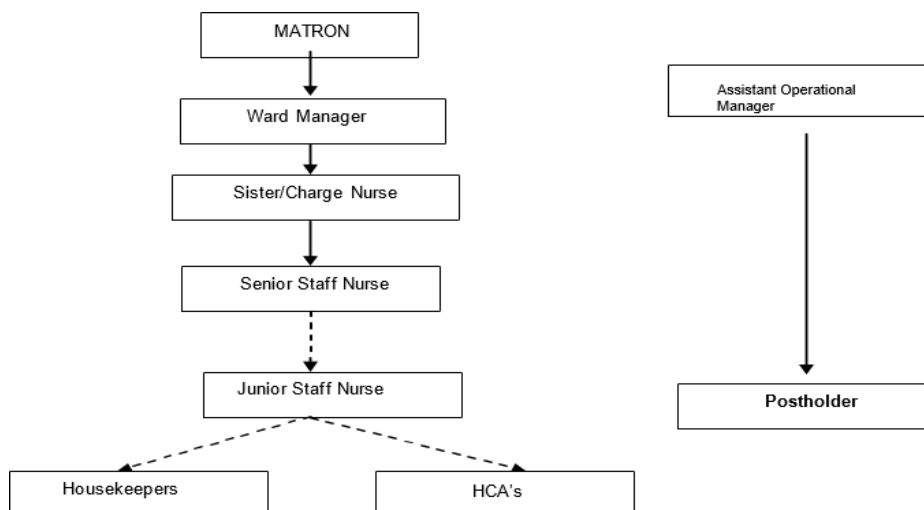 MATRON
Ward Manager
Sister/Charge Nurse
Senior Staff Nurse
Junior Staff Nurse
Housekeepers
HCA's
Assistant Operational
Manager
Postholder